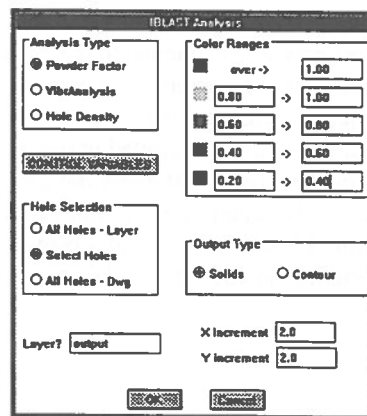 IBLAST Analysis
Analysis Type
Powder Factor
VibrAnalysis
Hole Density
CONTROL VARIABLES
Hole Selection
All Holes - Layer
Select Holes
All Holes - Dwg
Layer? output
Color Ranges
over -> 1.00
0.80 -> 1.00
0.60 -> 0.80
0.40 -> 0.60
0.20 -> 0.40
Output Type
Solids Contour
X Increment 2.0
Y Increment 2.0
OK Cancel